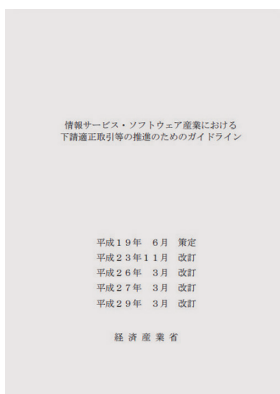 情報サービス・ソフトウェア産業における
下請適正取引等の推進のためのガイドライン
平成19年 6月 策定
平成23年11月 改訂
平成26年 3月 改訂
平成27年 3月 改訂
平成29年 3月 改訂
経済産業省